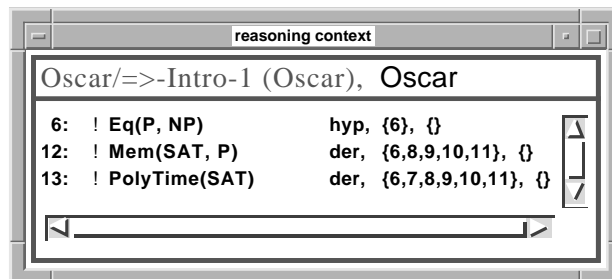 reasoning context
Oscar/=>-Intro-1 (Oscar), Oscar
6: ! Eq(P, NP) hyp, {6}, {}
12: ! Mem(SAT, P) der, {6,8,9,10,11}, {}
13: ! PolyTime(SAT) der, {6,7,8,9,10,11}, {}